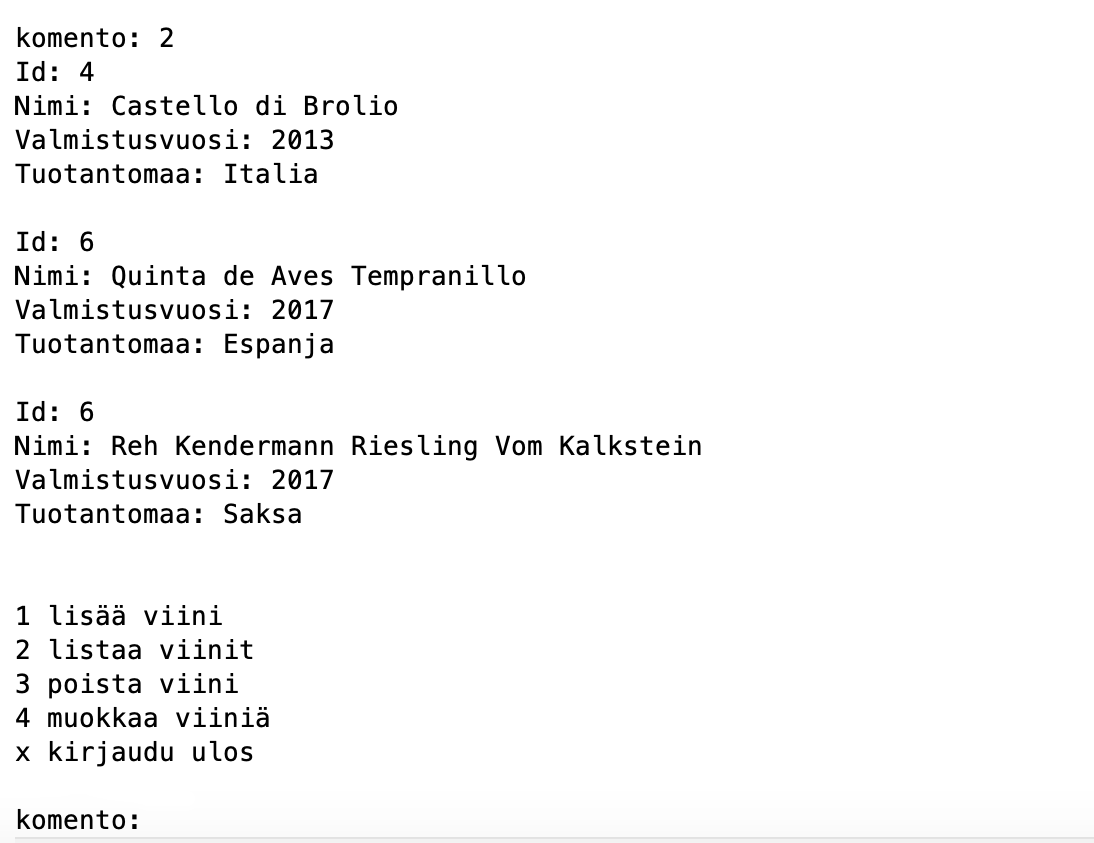 komento: 2
Id: 4
Nimi: Castello di Brolio
Valmistusvuosi: 2013
Tuotantomaa: Italia
Id: 6
Nimi: Quinta de Aves Tempranillo
Valmistusvuosi: 2017
Tuotantomaa: Espanja
Id: 6
Nimi: Reh Kendermann Riesling Vom Kalkstein
Valmistusvuosi: 2017
Tuotantomaa: Saksa
1 lisää viini
2 listaa viinit
3 poista viini
4 muokkaa viiniä
x kirjaudu ulos
komento: